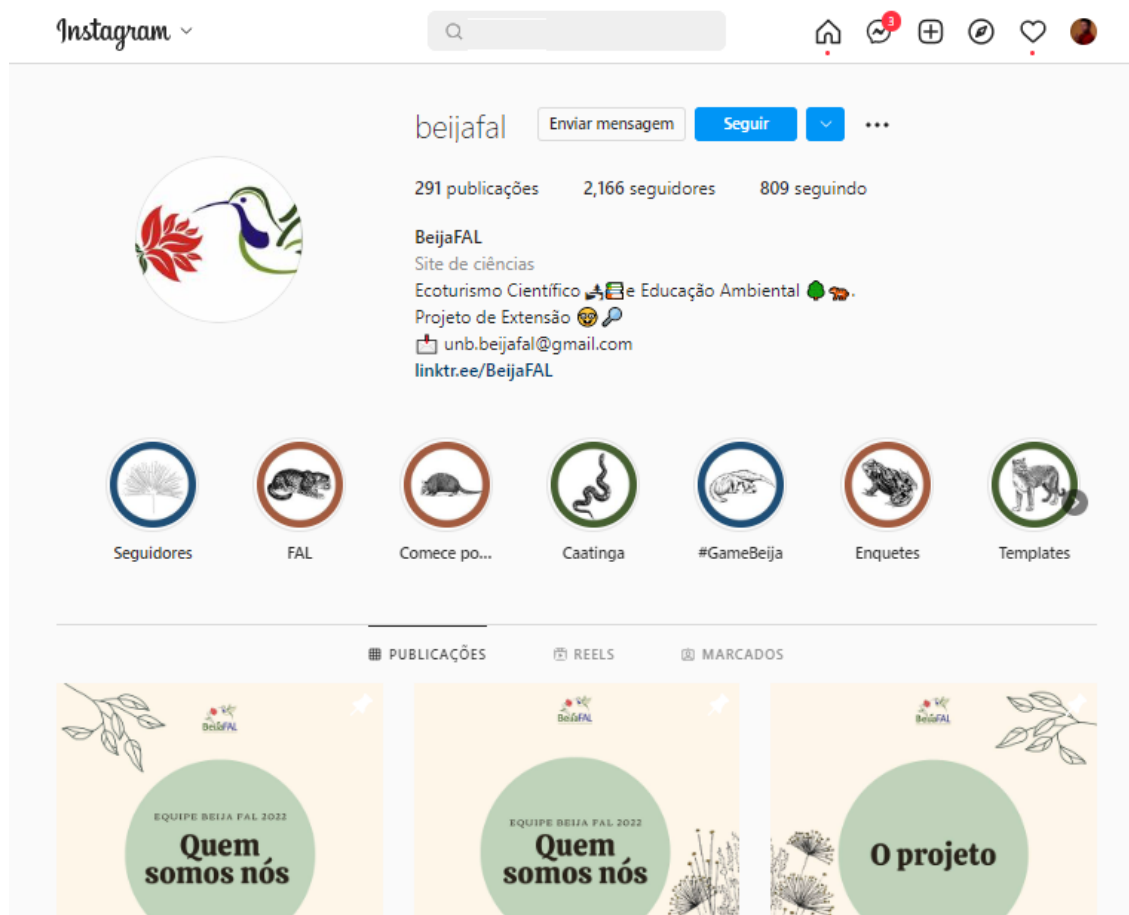 Instagram
3
beijafal Enviar mensagem Seguir
291 publicações 2,166 seguidores 809 seguindo
BeijaFAL
Site de ciências
Ecoturismo Científico e Educação Ambiental .
Projeto de Extensão
unb.beijafal@gmail.com
linktr.ee/BeijaFAL
Seguidores FAL Comece po... Caatinga #GameBeija Enquetes Templates
PUBLICAÇÕES REELS MARCADOS
BeijaFAL BeijaFAL BeijaFAL
EQUIPE BEIJA FAL 2022
Quem
somos nós
EQUIPE BEIJA FAL 2022
Quem
somos nós
O projeto